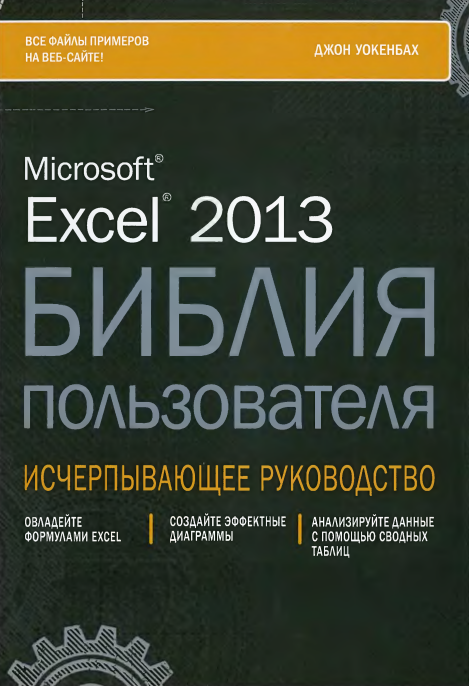 ВСЕ ФАЙЛЫ ПРИМЕРОВ
НА ВЕБ-САЙТЕ!
ДЖОН УОКЕНБАХ
Microsoft®
Excel® 2013
БИБЛИЯ
ПОЛЬЗОВАТЕЛЯ
ИСЧЕРПЫВАЮЩЕЕ РУКОВОДСТВО
ОВЛАДЕЙТЕ
ФОРМУЛАМИ EXCEL
СОЗДАЙТЕ ЭФФЕКТНЫЕ
ДИАГРАММЫ
АНАЛИЗИРУЙТЕ ДАННЫЕ
С ПОМОЩЬЮ СВОДНЫХ
ТАБЛИЦ